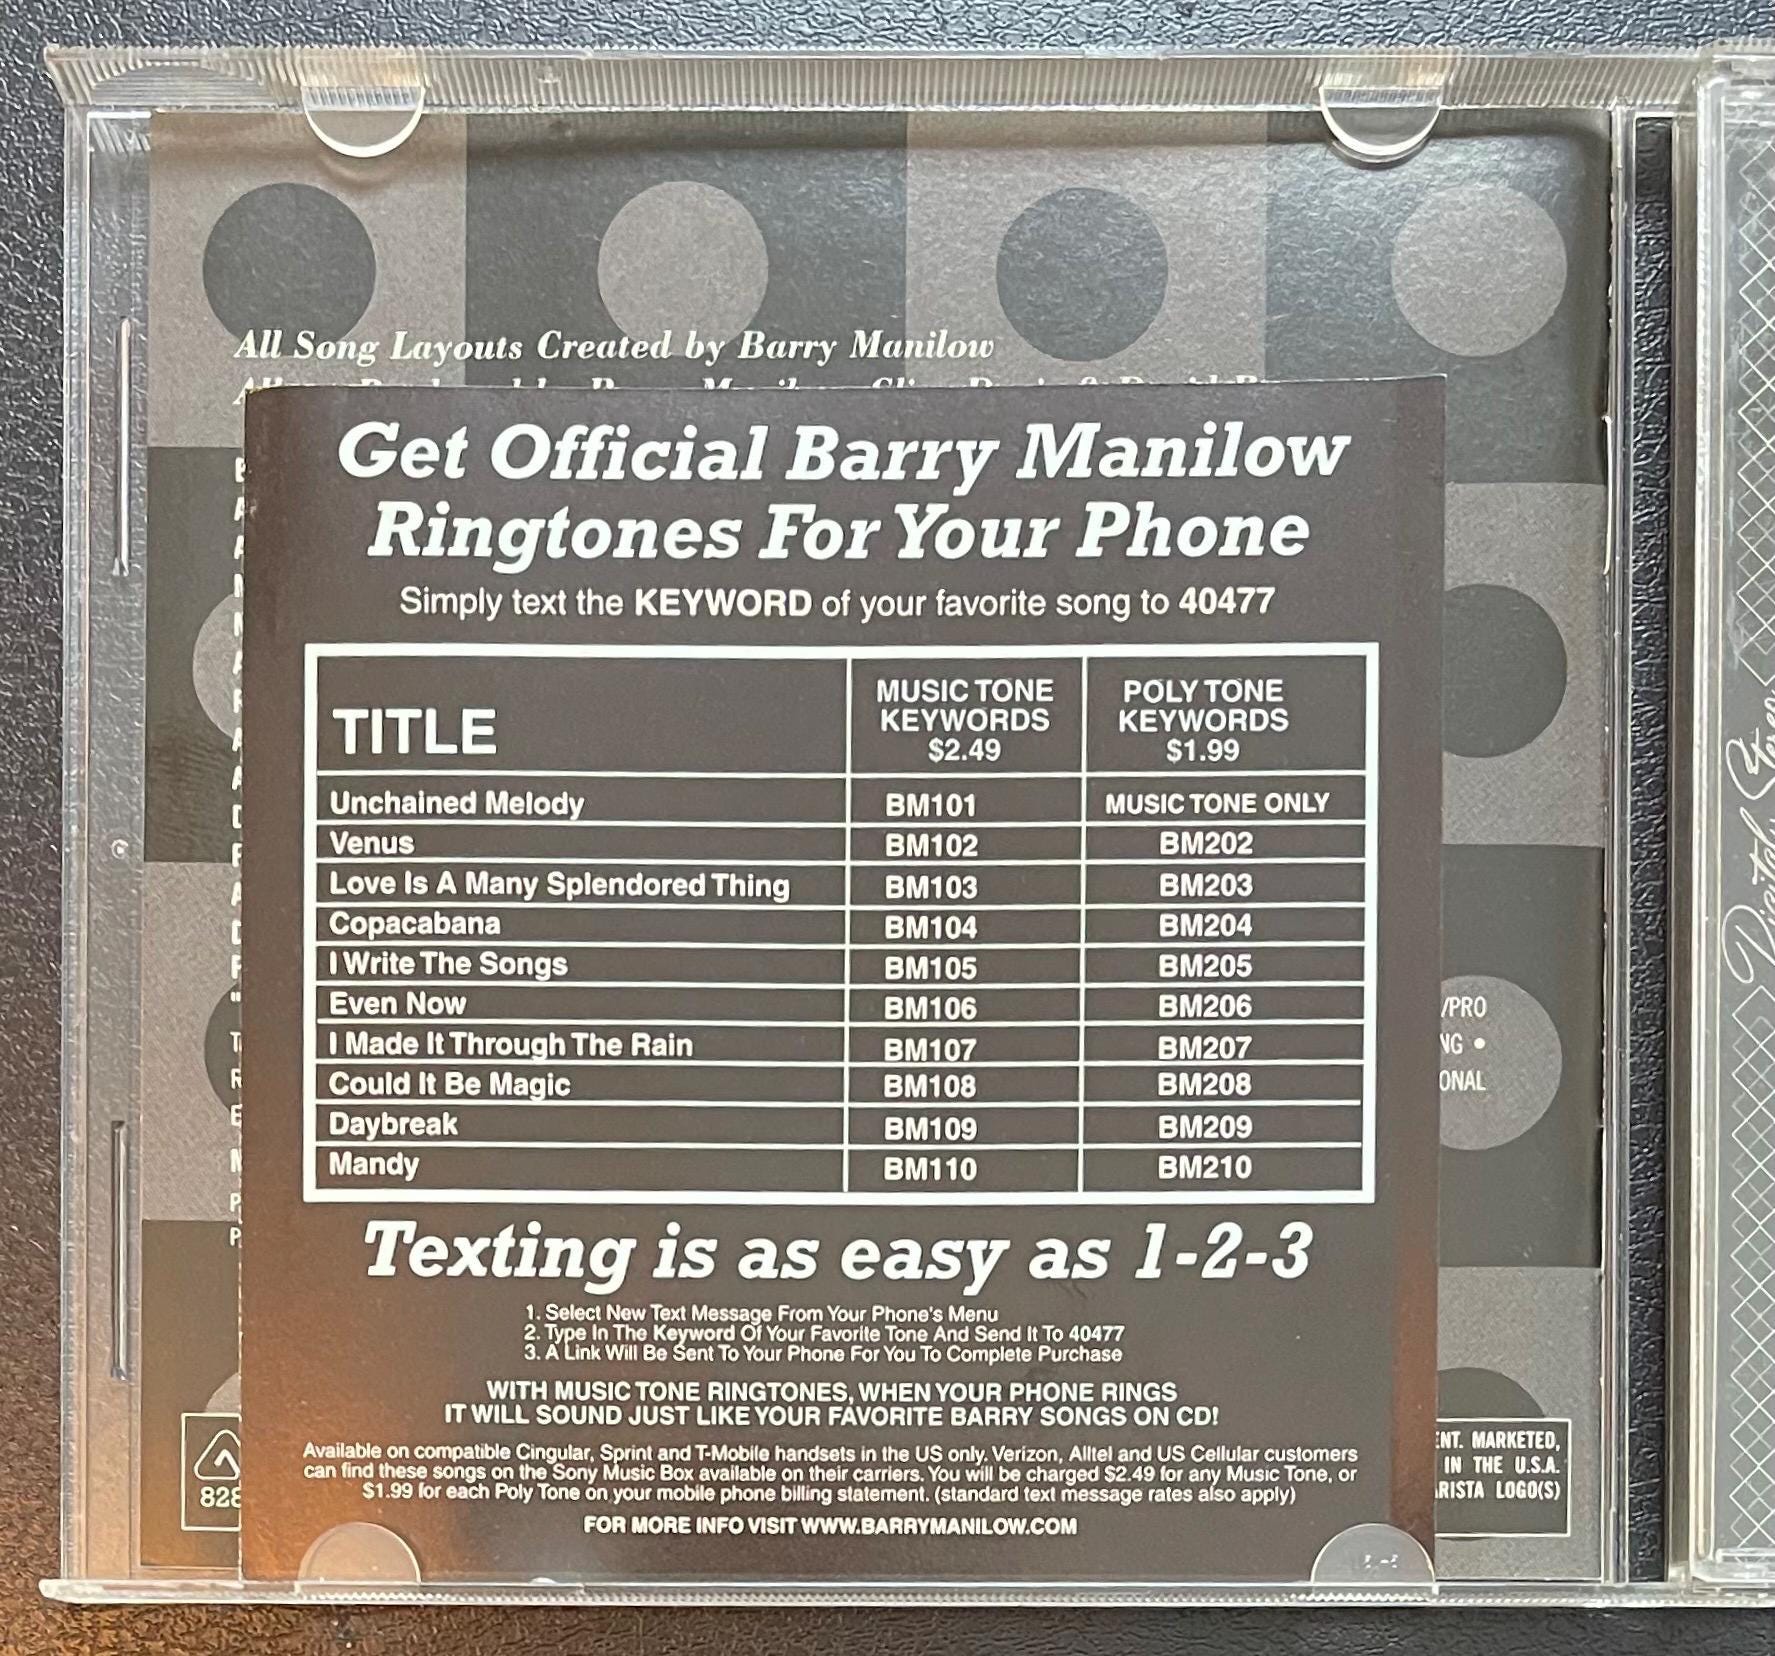 All Song Layouts Created by Barry Manilow
Get Official Barry Manilow
Ringtones For Your Phone
Simply text the KEYWORD of your favorite song to 40477
TITLE MUSIC TONE KEYWORDS $2.49 POLY TONE KEYWORDS $1.99
Unchained Melody BM101 MUSIC TONE ONLY
Venus BM102 BM202
Love Is A Many Splendored Thing BM103 BM203
Copacabana BM104 BM204
I Write The Songs BM105 BM205
Even Now BM106 BM206
I Made It Through The Rain BM107 BM207
Could It Be Magic BM108 BM208
Daybreak BM109 BM209
Mandy BM110 BM210
Texting is as easy as 1-2-3
1. Select New Text Message From Your Phone's Menu
2. Type In The Keyword Of Your Favorite Tone And Send It To 40477
3. A Link Will Be Sent To Your Phone For You To Complete Purchase
WITH MUSIC TONE RINGTONES, WHEN YOUR PHONE RINGS
IT WILL SOUND JUST LIKE YOUR FAVORITE BARRY SONGS ON CD!
Available on compatible Cingular, Sprint and T-Mobile handsets in the US only. Verizon, Alltel and US Cellular customers
can find these songs on the Sony Music Box available on their carriers. You will be charged $2.49 for any Music Tone, or
$1.99 for each Poly Tone on your mobile phone billing statement. (standard text message rates also apply)
FOR MORE INFO VISIT WWW.BARRYMANILOW.COM
/PRO
NG •
ONAL
828
ENT. MARKETED,
IN THE U.S.A.
ARISTA LOGO(S)
Digital Stereo